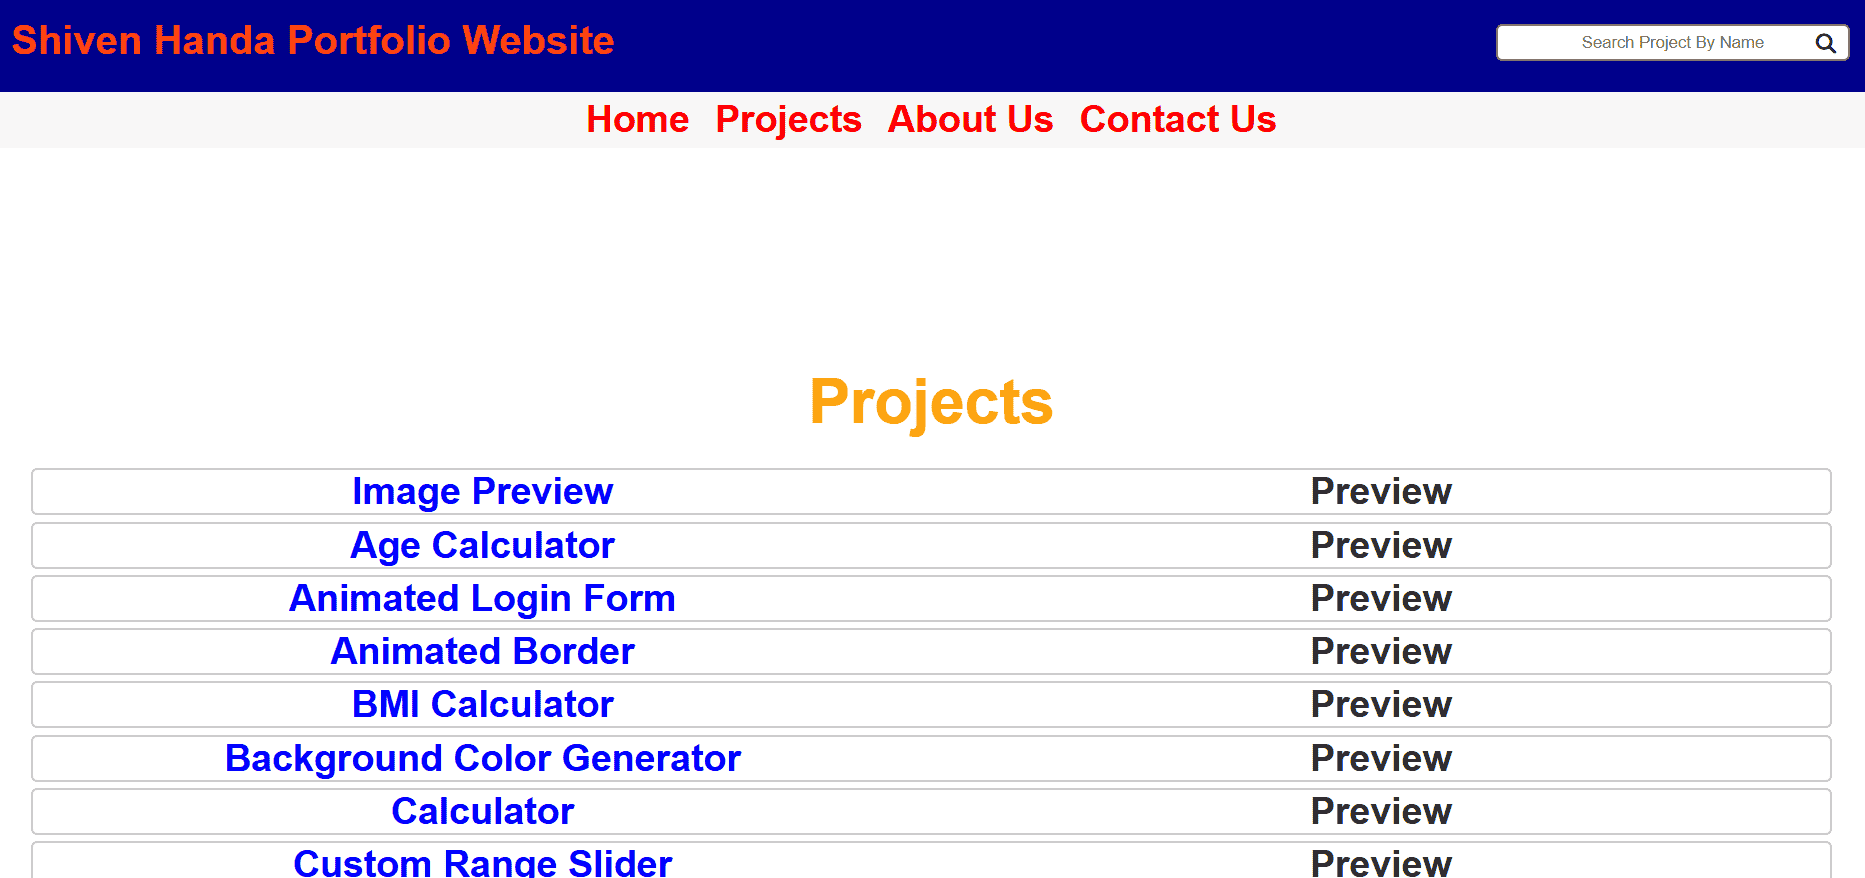 Shiven Handa Portfolio Website
Search Project By Name
Home Projects About Us Contact Us
Projects
Image Preview Preview
Age Calculator Preview
Animated Login Form Preview
Animated Border Preview
BMI Calculator Preview
Background Color Generator Preview
Calculator Preview
Custom Range Slider Preview